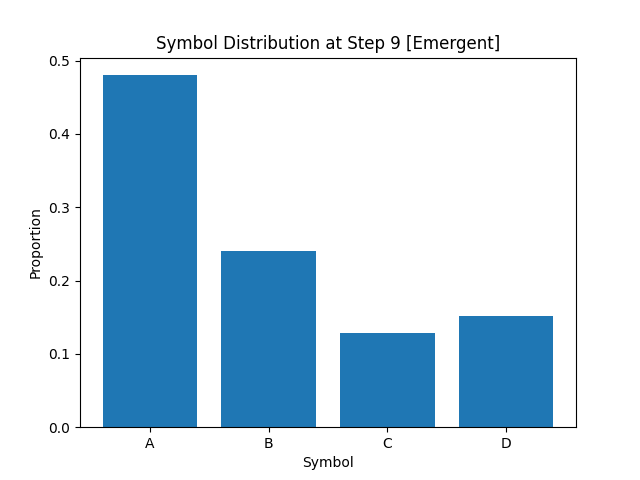 Symbol Distribution at Step 9 [Emergent]
0.5
0.4
0.3
0.2
0.1
0.0
Proportion
A B C D
Symbol